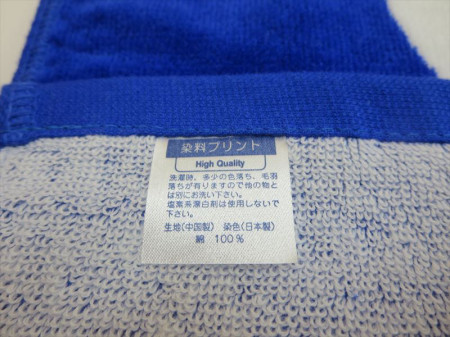 染料プリント
High Quality
洗濯時、多少の色落ち、毛羽
落ちが有りますので他の物と
は別にお洗い下さい。
塩素系漂白剤は使用しないで
下さい。
生地(中国製) 染色(日本製)
綿 100%